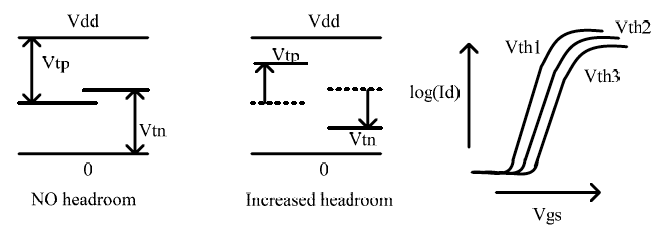 Vdd
Vtp
Vtn
0
NO headroom
Vdd
Vtp
Vtn
0
Increased headroom
log(Id)
Vth1
Vth2
Vth3
Vgs